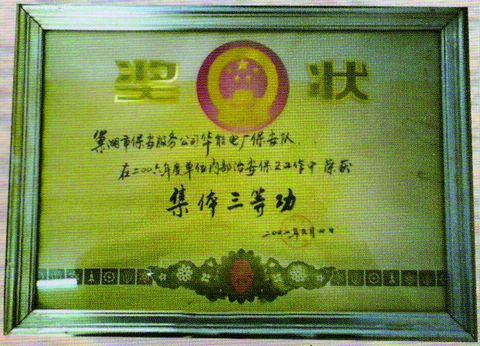 奖状
巢湖市保安服务公司华能电厂保安队
在二〇〇六年度单位内部治安保卫工作中荣获
集体三等功